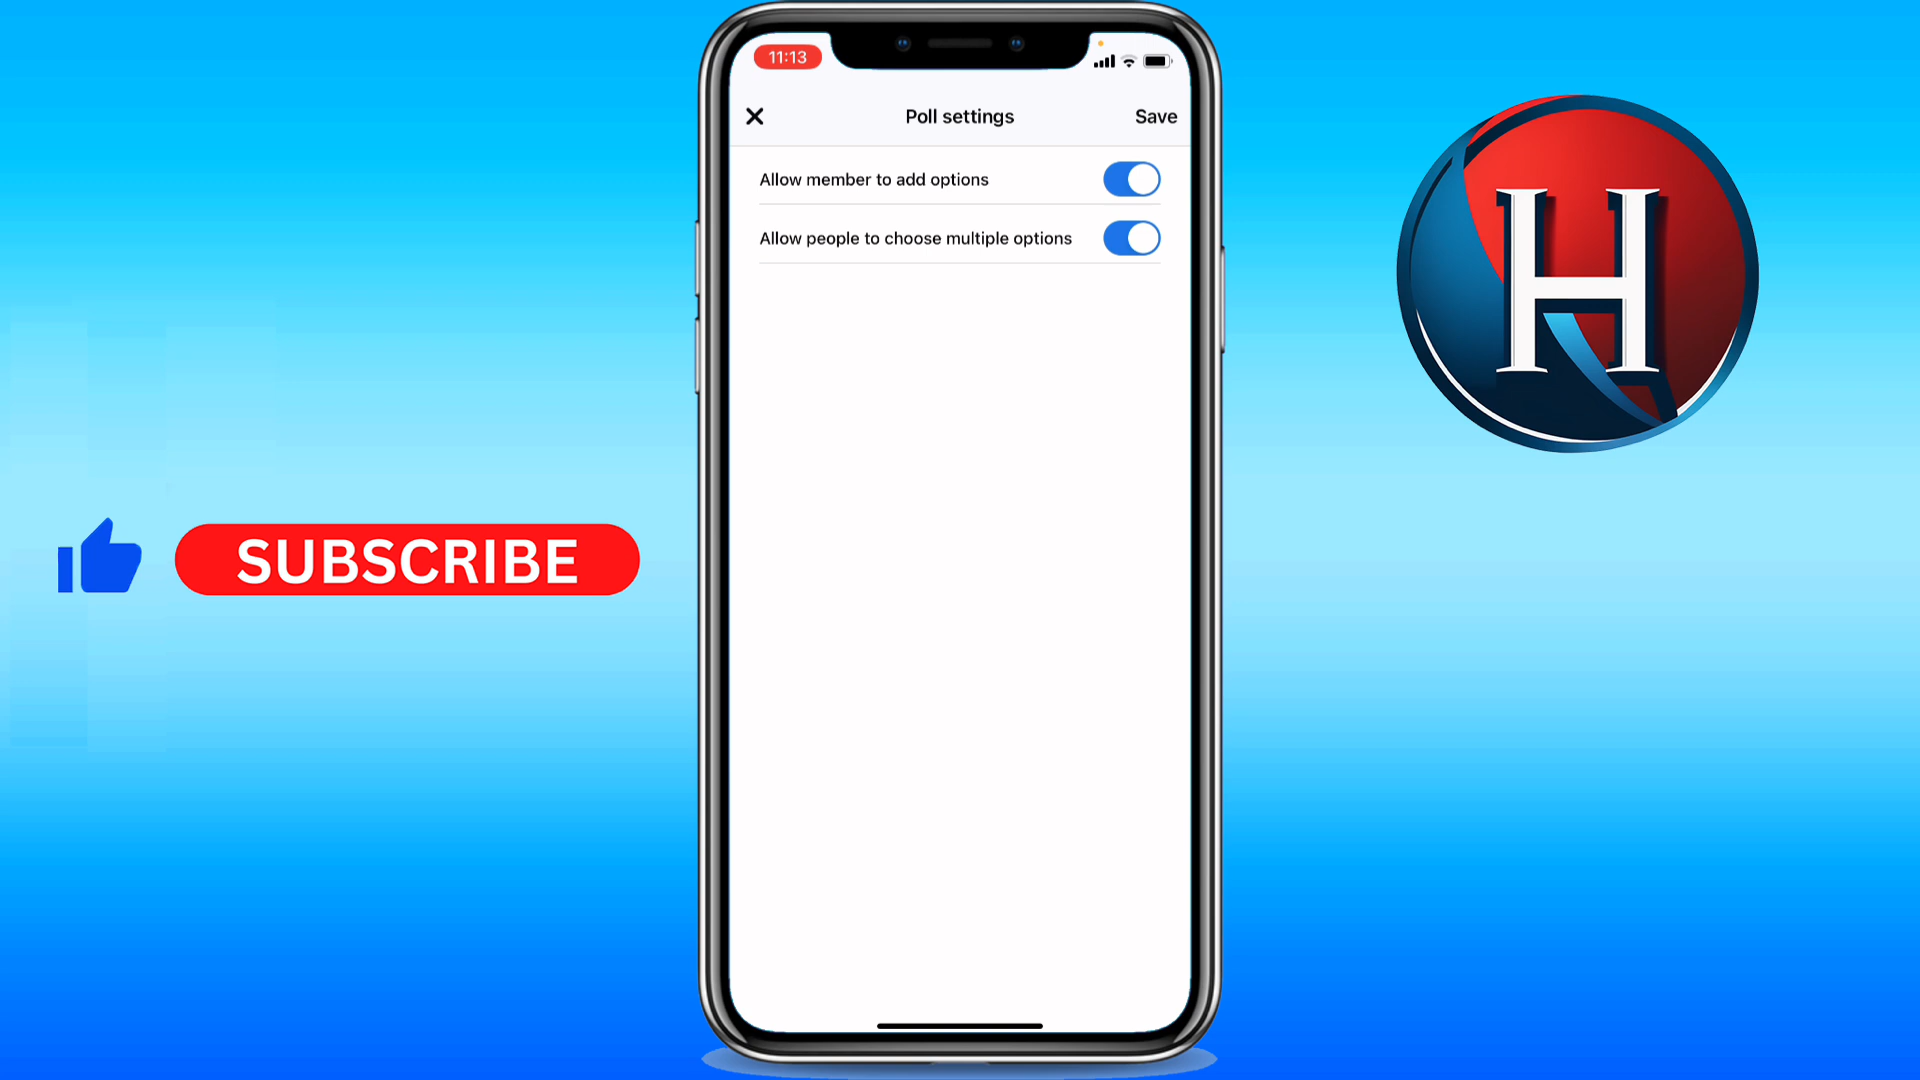 11:13
Poll settings
Save
Allow member to add options
Allow people to choose multiple options
SUBSCRIBE
H